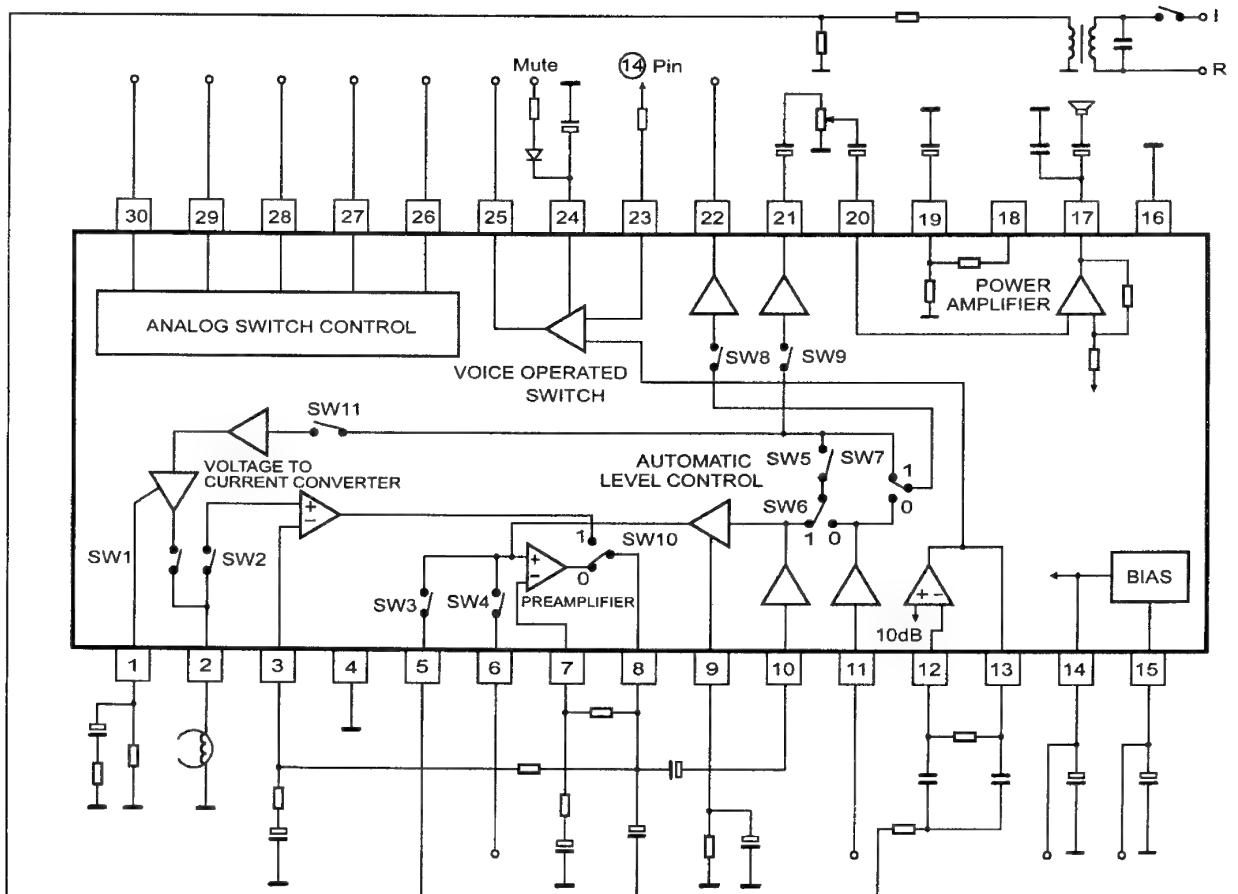 I
R
Mute
14 Pin
30 29 28 27 26 25 24 23 22 21 20 19 18 17 16
ANALOG SWITCH CONTROL
VOICE OPERATED
SWITCH
SW8
SW9
POWER
AMPLIFIER
SW11
VOLTAGE TO
CURRENT CONVERTER
AUTOMATIC
LEVEL CONTROL
SW5
SW7
1
0
SW6
1 0
+
−
SW1
SW2
1
SW10
0
+
−
PREAMPLIFIER
SW3
SW4
+ −
10dB
BIAS
1 2 3 4 5 6 7 8 9 10 11 12 13 14 15